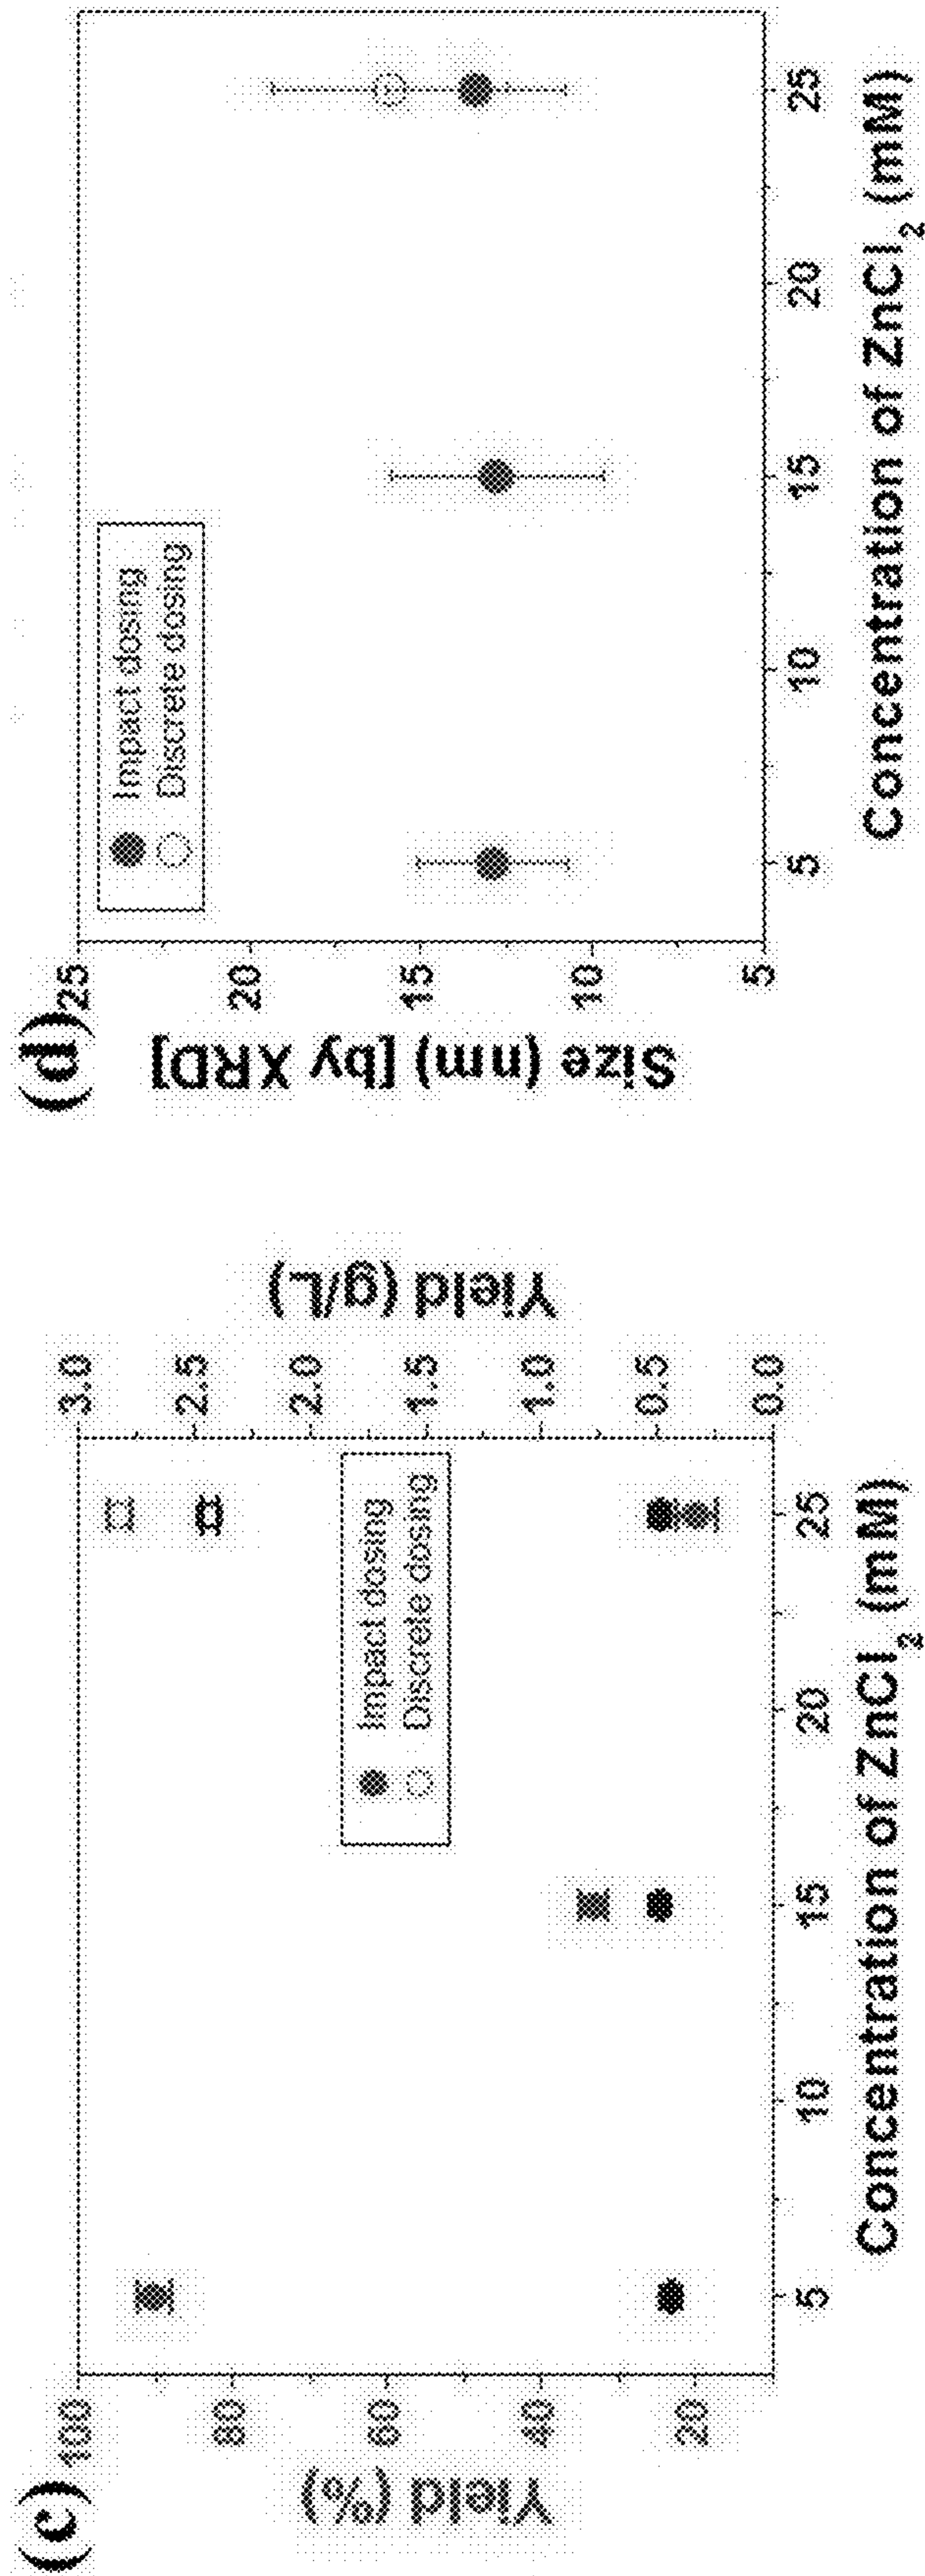 (c)
Yield (%)
100
80
60
40
20
Impact dosing
Discrete dosing
3.0
2.5
2.0
1.5
1.0
0.5
0.0
Yield (g/L)
5
10
15
20
25
Concentration of ZnCl2 (mM)
(d)
Size (nm) [by XRD]
25
20
15
10
5
Impact dosing
Discrete dosing
5
10
15
20
25
Concentration of ZnCl2 (mM)